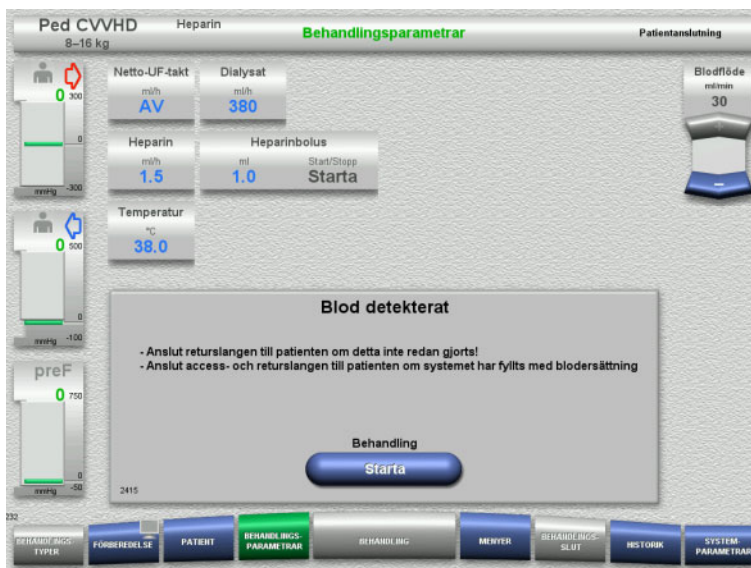 Ped CVVHD Heparin Behandlingsparametrar Patientanslutning
8–16 kg
Netto-UF-takt Dialysat Blodflöde
ml/h ml/h ml/min
AV 380 30
0 300
0
-300
mmHg
Heparin Heparinbolus
ml/h ml Start/Stopp
1.5 1.0 Starta
Temperatur
°C
38.0
0 500
0
-100
mmHg
Blod detekterat
- Anslut returslangen till patienten om detta inte redan gjorts!
- Anslut access- och returslangen till patienten om systemet har fyllts med blodersättning
preF
0 750
0
-50
mmHg
Behandling
Starta
2415
232
BEHANDLINGS-
TYPER
FÖRBEREDELSE
PATIENT
BEHANDLINGS-
PARAMETRAR
BEHANDLING
MENYER
BEHANDLINGS-
SLUT
HISTORIK
SYSTEM-
PARAMETRAR